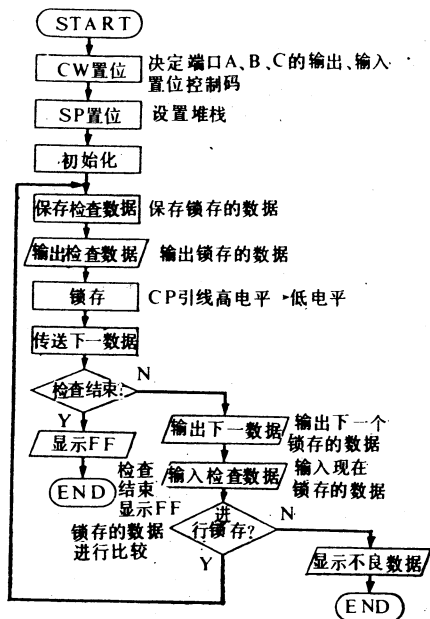 START
CW置位
决定端口A、B、C的输出、输入
置位控制码
SP置位
设置堆栈
初始化
保存检查数据
保存锁存的数据
输出检查数据
输出锁存的数据
锁存
CP引线高电平→低电平
传送下一数据
检查结束?
N
Y
显示FF
END
检查
结束
显示FF
输出下一数据
输出下一个
锁存的数据
输入检查数据
输入现在
锁存的数据
进
行锁存?
锁存的数据
进行比较
N
Y
显示不良数据
END